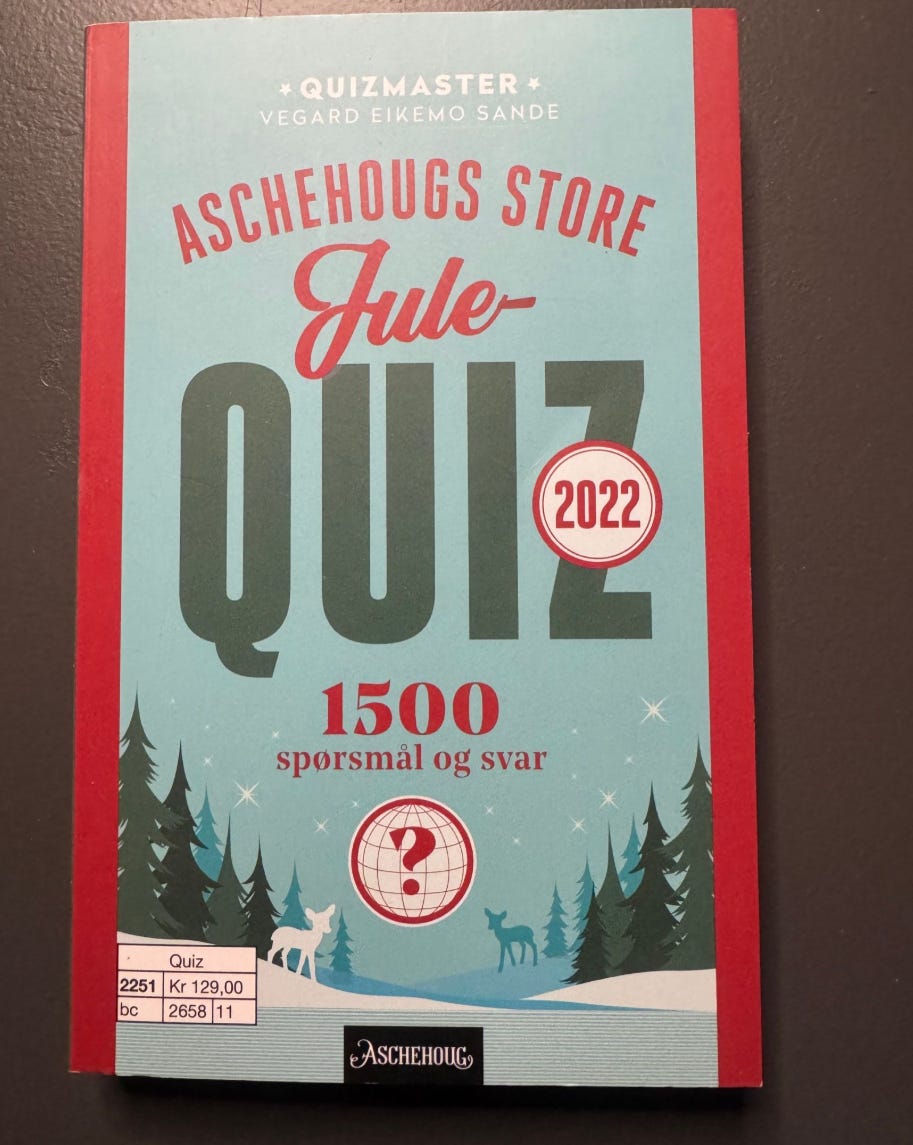 QUIZMASTER
VEGARD EIKEMO SANDE
ASCHEHOUGS STORE
Jule-
QUIZ
2022
1500
spørsmål og svar
?
Quiz
2251 Kr 129,00
bc 2658 11
ASCHEHOUG